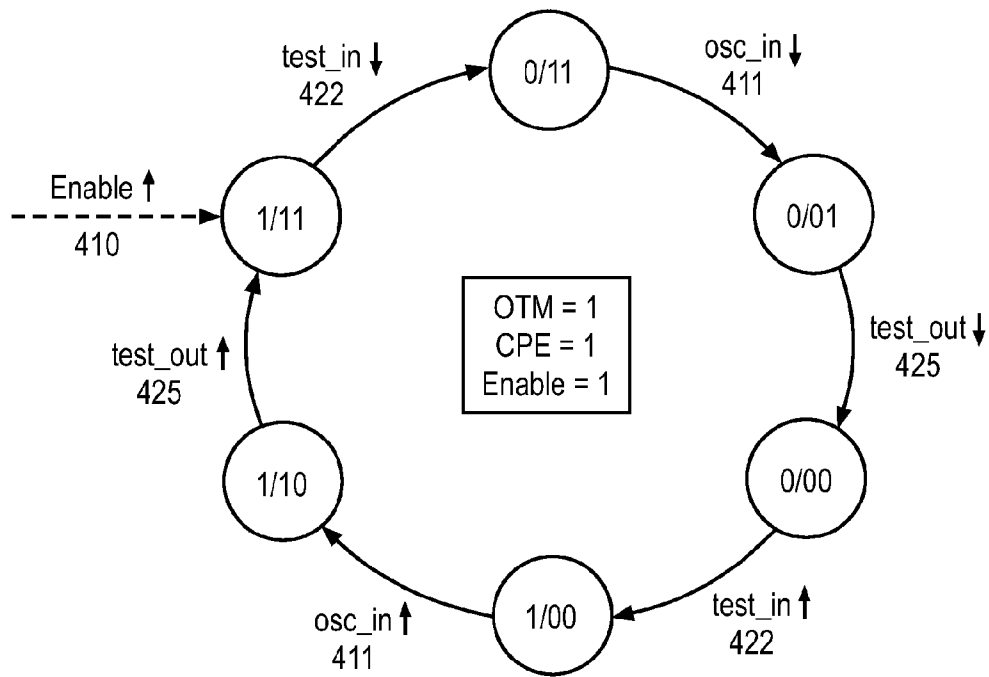 test_in ↓
422
0/11
osc_in ↓
411
Enable ↑
410
1/11
0/01
OTM = 1
CPE = 1
Enable = 1
test_out ↑
425
test_out ↓
425
1/10
0/00
osc_in ↑
411
1/00
test_in ↑
422